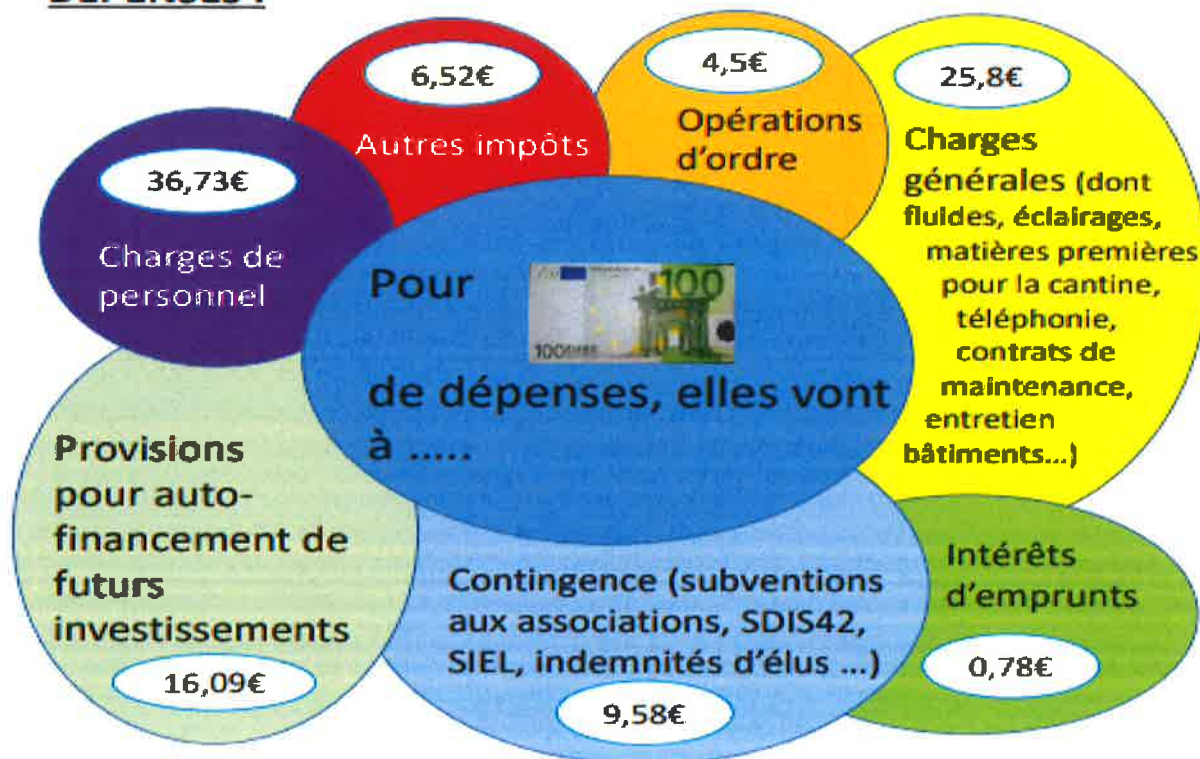 DEPENSES :
6,52€
Autres impôts
4,5€
Opérations
d'ordre
25,8€
Charges
générales (dont
fluides, éclairages,
matières premières
pour la cantine,
téléphonie,
contrats de
maintenance,
entretien
bâtiments...)
36,73€
Charges de
personnel
Pour
100
100
de dépenses, elles vont
à .....
Provisions
pour auto-
financement de
futurs
investissements
16,09€
Contingence (subventions
aux associations, SDIS42,
SIEL, indemnités d'élus ...)
9,58€
Intérêts
d'emprunts
0,78€